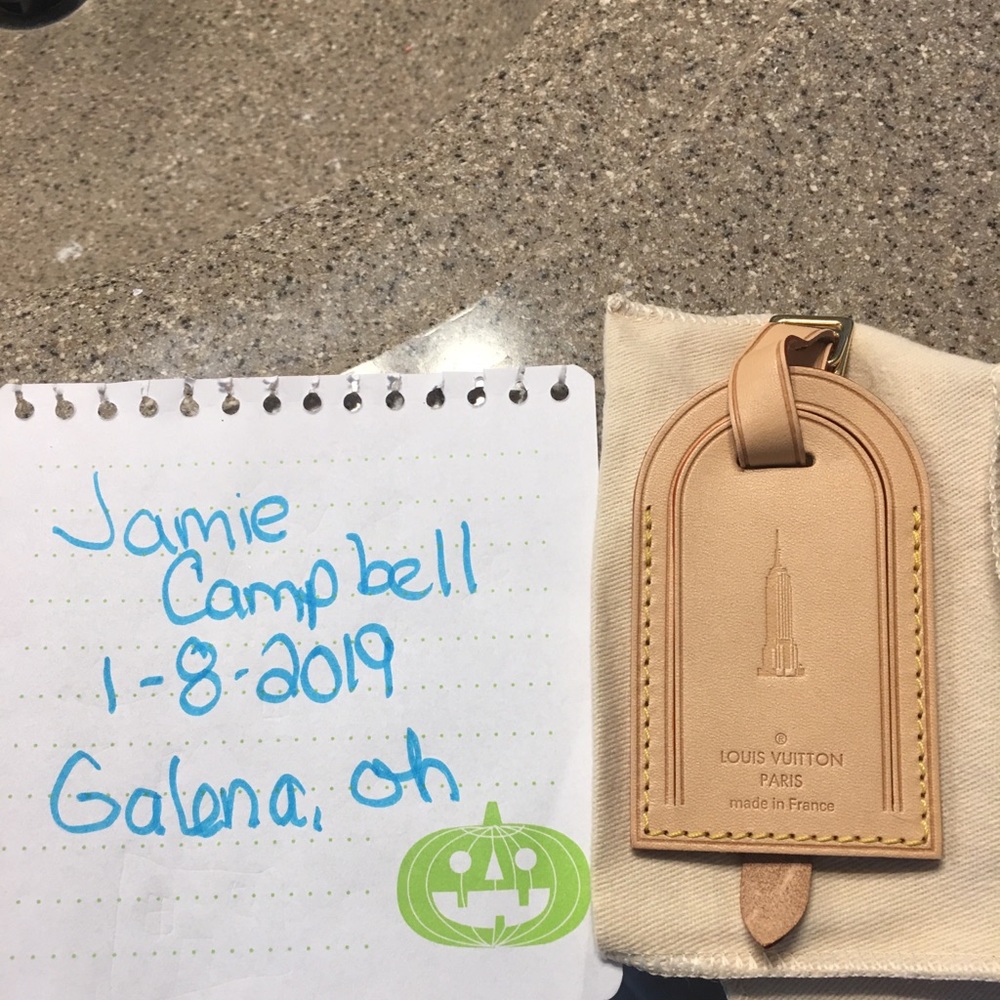 Jamie
Campbell
1-8-2019
Galena, oh
®
LOUIS VUITTON
PARIS
made in France